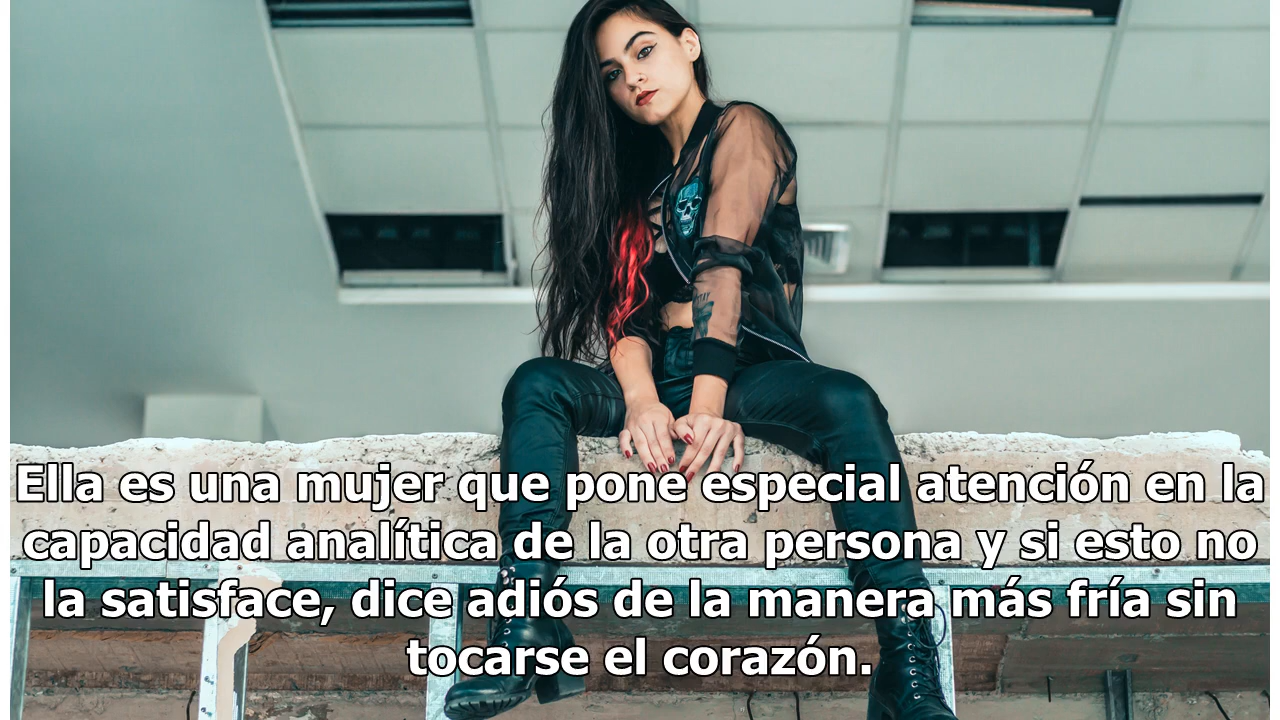 Ella es una mujer que pone especial atención en la
capacidad analítica de la otra persona y si esto no
la satisface, dice adiós de la manera más fría sin
tocarse el corazón.